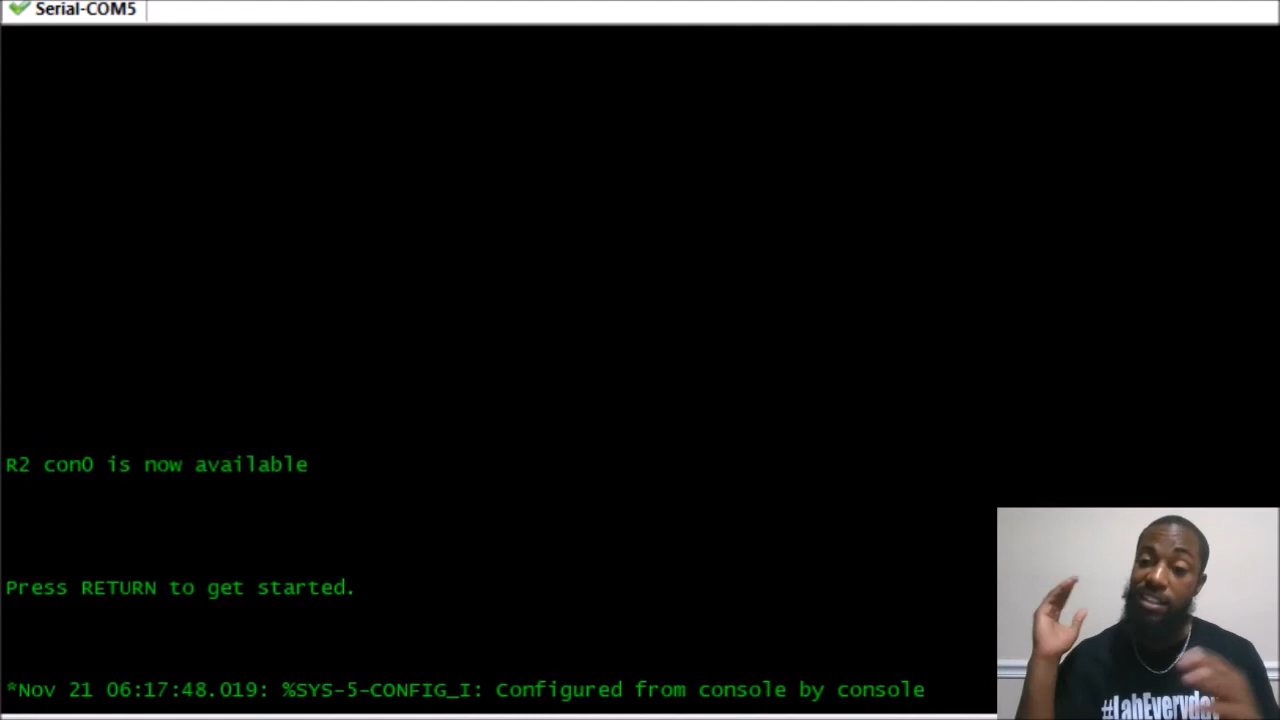 Serial-COM5
R2 con0 is now available
Press RETURN to get started.
*Nov 21 06:17:48.019: %SYS-5-CONFIG_I: Configured from console by console